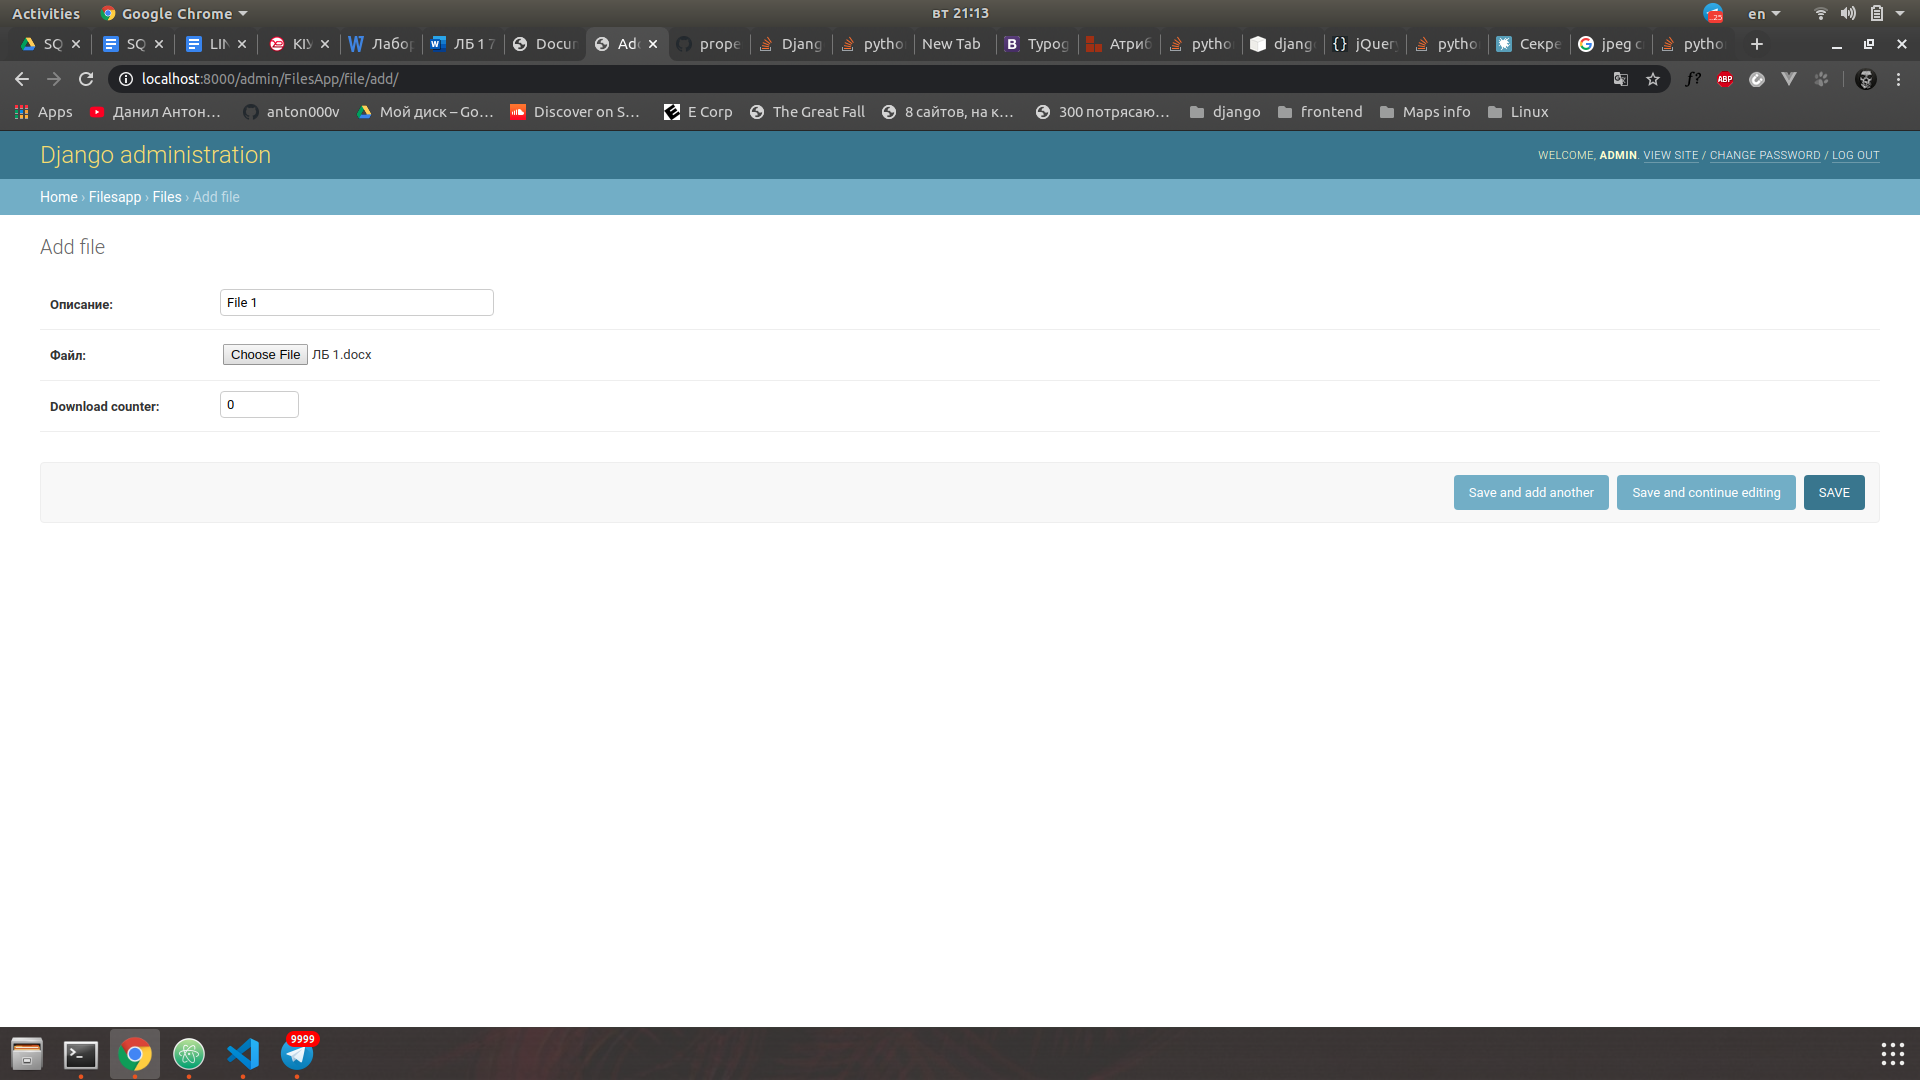 Activities Google Chrome вт 21:13 25 en
SQ SQ LIN КІУ Лабор ЛБ 1 7 Docur Add prope Djang pytho New Tab Typog Атриб pytho djang {} jQuery pytho Секре jpeg c pytho
localhost:8000/admin/FilesApp/file/add/ f? ABP
Apps Данил Антон... anton000v Мой диск – Go... Discover on S... E Corp The Great Fall 8 сайтов, на к... 300 потрясаю... django frontend Maps info Linux
Django administration
WELCOME, ADMIN. VIEW SITE / CHANGE PASSWORD / LOG OUT
Home › Filesapp › Files › Add file
Add file
Описание: File 1
Файл: Choose File ЛБ 1.docx
Download counter: 0
Save and add another Save and continue editing SAVE
9999